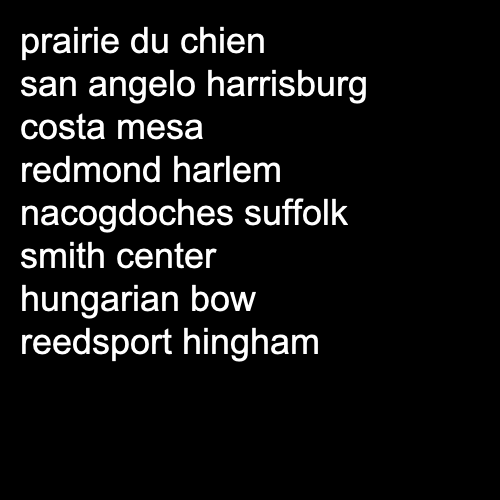 prairie du chien
san angelo harrisburg
costa mesa
redmond harlem
nacogdoches suffolk
smith center
hungarian bow
reedsport hingham